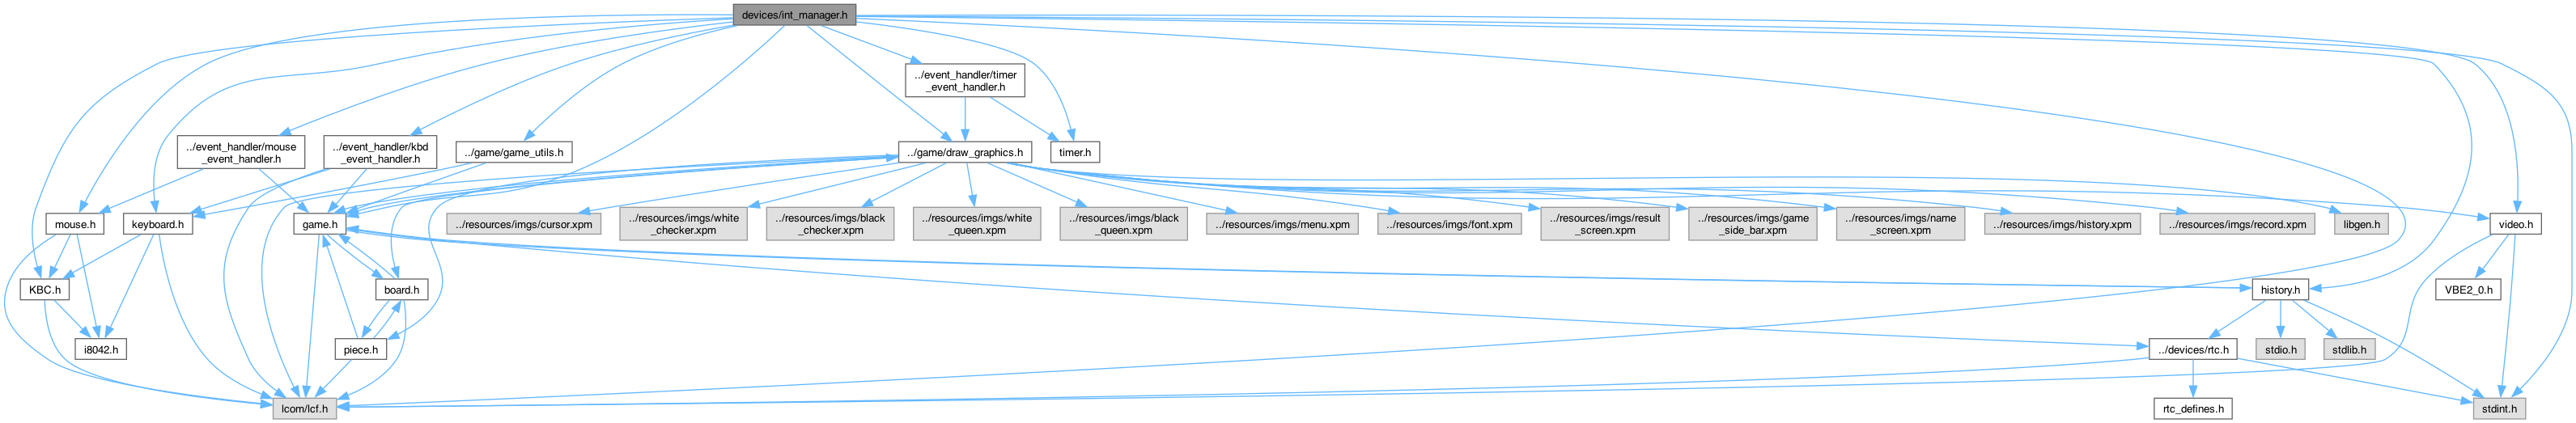 devices/int_manager.h
../event_handler/timer
_event_handler.h
../event_handler/mouse
_event_handler.h
../event_handler/kbd
_event_handler.h
../game/game_utils.h
../game/draw_graphics.h
timer.h
mouse.h
keyboard.h
game.h
../resources/imgs/cursor.xpm
../resources/imgs/white
_checker.xpm
../resources/imgs/black
_checker.xpm
../resources/imgs/white
_queen.xpm
../resources/imgs/black
_queen.xpm
../resources/imgs/menu.xpm
../resources/imgs/font.xpm
../resources/imgs/result
_screen.xpm
../resources/imgs/game
_side_bar.xpm
../resources/imgs/name
_screen.xpm
../resources/imgs/history.xpm
../resources/imgs/record.xpm
libgen.h
video.h
KBC.h
board.h
history.h
VBE2_0.h
i8042.h
piece.h
../devices/rtc.h
stdio.h
stdlib.h
lcom/lcf.h
rtc_defines.h
stdint.h